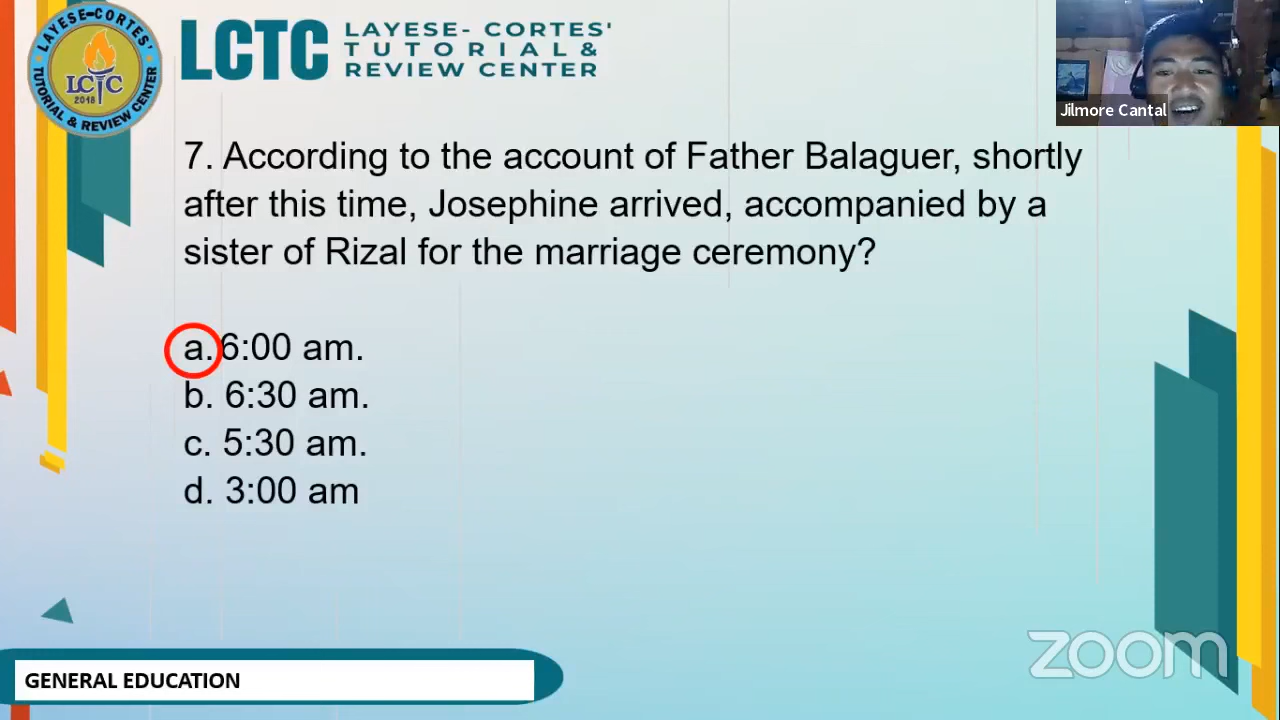 LAYESE-CORTES'
LCTC
2018
TUTORIAL & REVIEW CENTER
LCTC
LAYESE- CORTES'
TUTORIAL &
REVIEW CENTER
Jilmore Cantal
7. According to the account of Father Balaguer, shortly
after this time, Josephine arrived, accompanied by a
sister of Rizal for the marriage ceremony?
a. 6:00 am.
b. 6:30 am.
c. 5:30 am.
d. 3:00 am
zoom
GENERAL EDUCATION